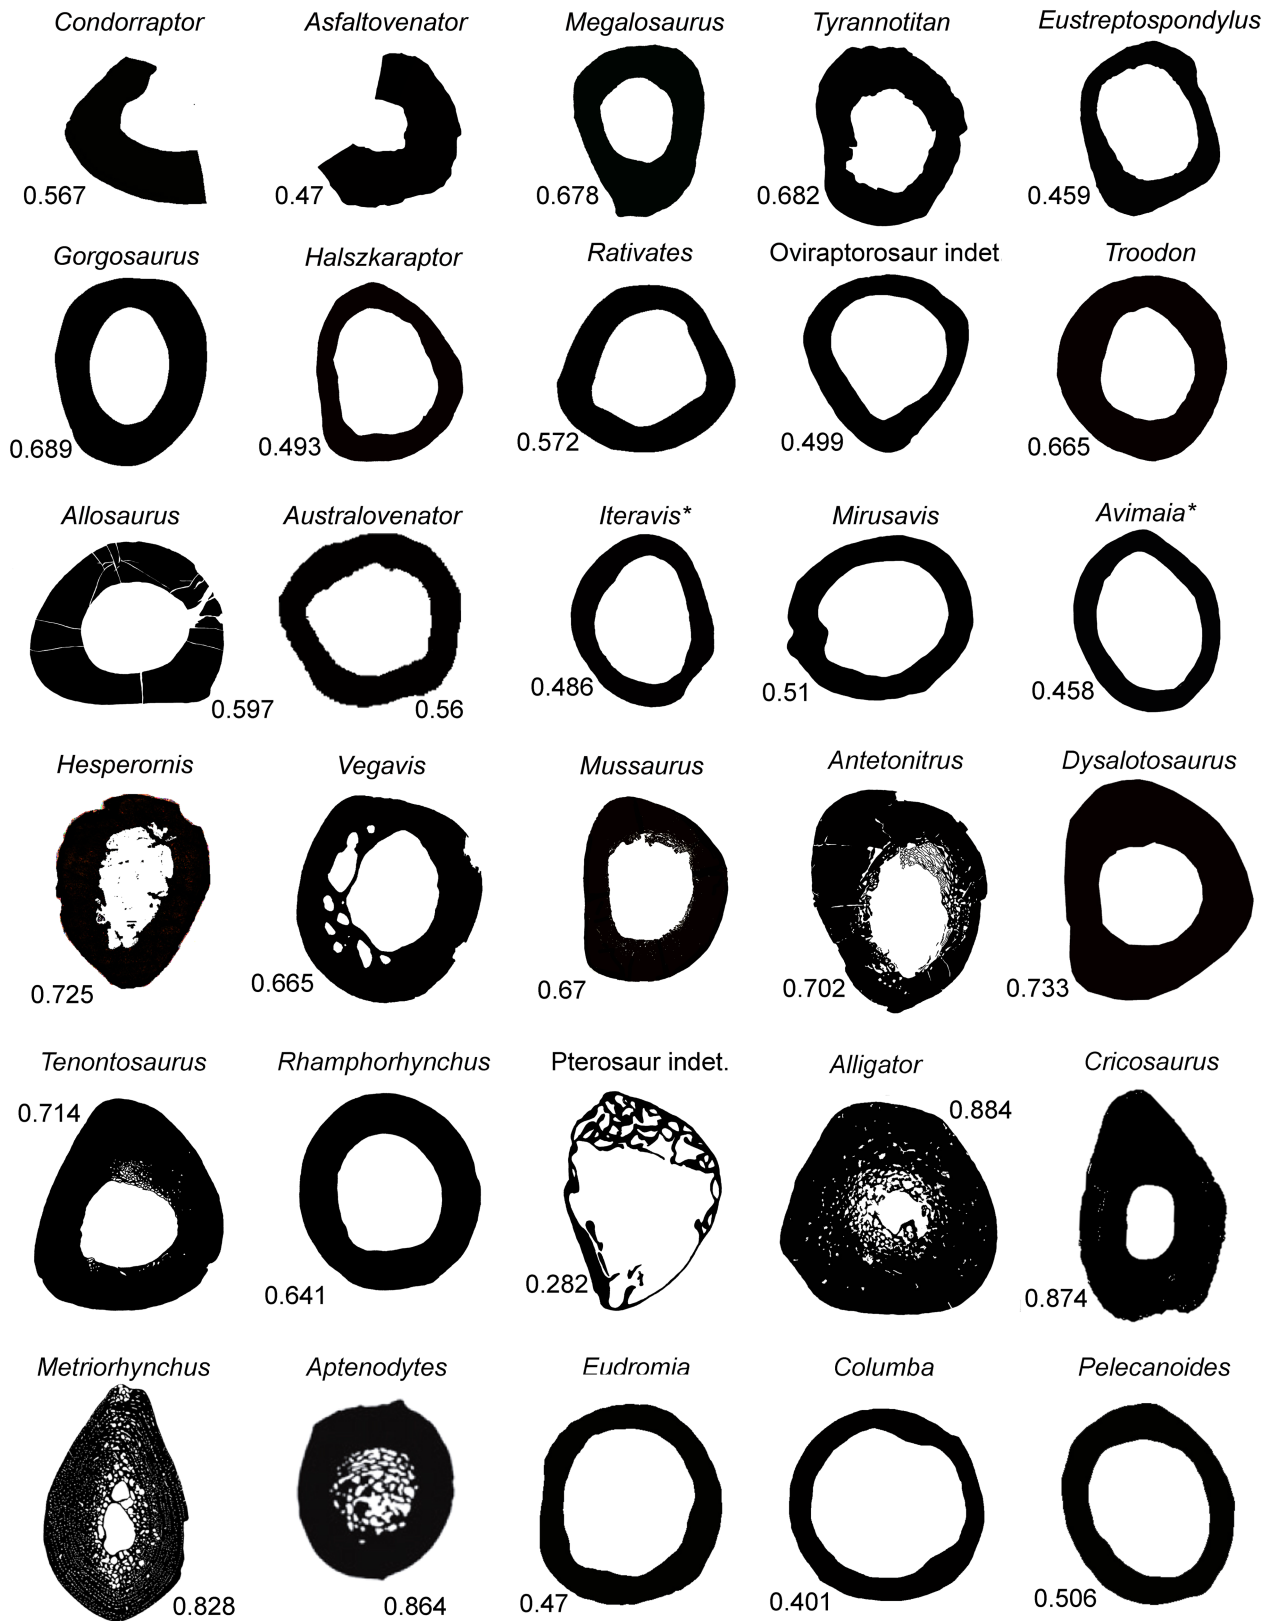 Condorraptor
Asfaltovenator
Megalosaurus
Tyrannotitan
Eustreptospondylus
0.567
0.47
0.678
0.682
0.459
Gorgosaurus
Halszkaraptor
Rativates
Oviraptorosaur indet
Troodon
0.689
0.493
0.572
0.499
0.665
Allosaurus
Australovenator
Iteravis*
Mirusavis
Avimaia*
0.597
0.56
0.486
0.51
0.458
Hesperornis
Vegavis
Mussaurus
Antetonitrus
Dysalotosaurus
0.725
0.665
0.67
0.702
0.733
Tenontosaurus
Rhamphorhynchus
Pterosaur indet.
Alligator
Cricosaurus
0.714
0.641
0.282
0.884
0.874
Metriorhynchus
Aptenodytes
Eudromia
Columba
Pelecanoides
0.828
0.864
0.47
0.401
0.506